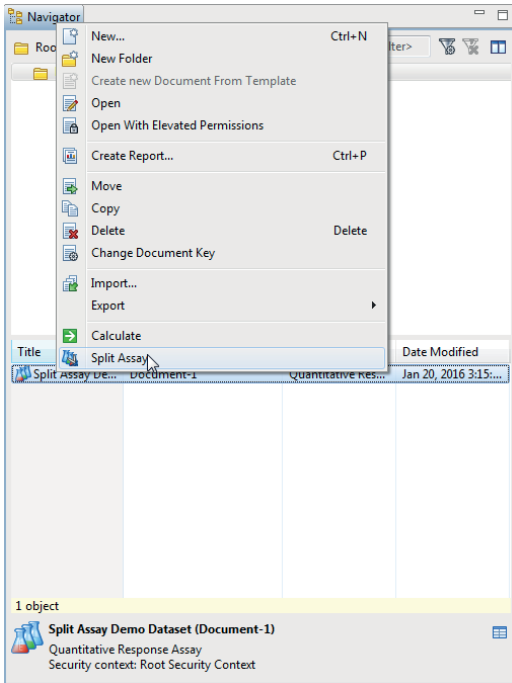 Navigator
Roo
lter>
New... Ctrl+N
New Folder
Create new Document From Template
Open
Open With Elevated Permissions
Create Report... Ctrl+P
Move
Copy
Delete Delete
Change Document Key
Import...
Export
Calculate
Split Assay
Title Date Modified
Split Assay De... Document-1 Quantitative Res... Jan 20, 2016 3:15:...
1 object
Split Assay Demo Dataset (Document-1)
Quantitative Response Assay
Security context: Root Security Context